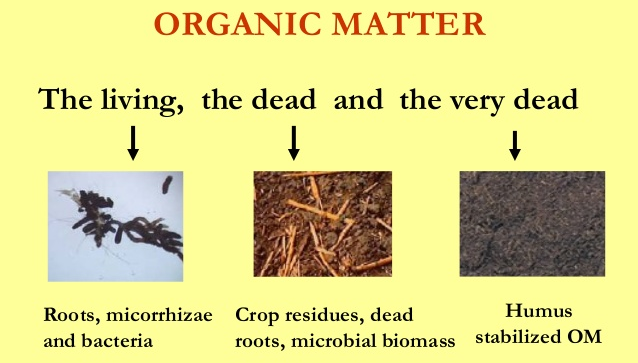 ORGANIC MATTER
The living, the dead and the very dead
Roots, micorrhizae
and bacteria
Crop residues, dead
roots, microbial biomass
Humus
stabilized OM